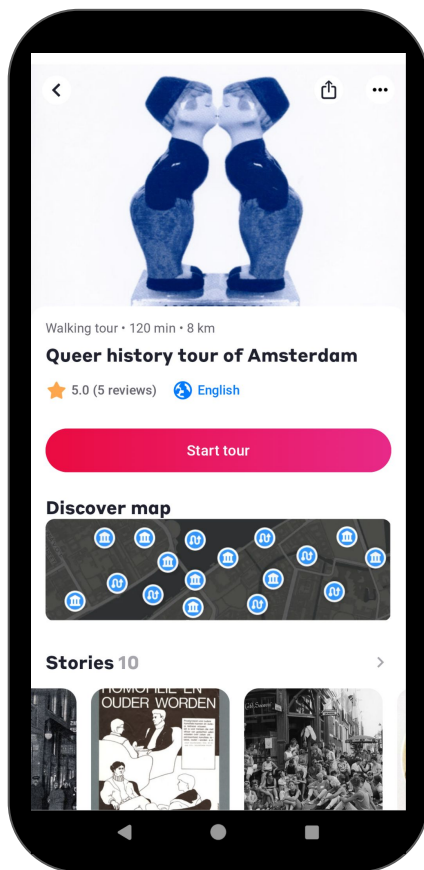 Walking tour • 120 min • 8 km
Queer history tour of Amsterdam
5.0 (5 reviews)
English
Start tour
Discover map
Stories 10
HOMOFILIE EN
OUDER WORDEN